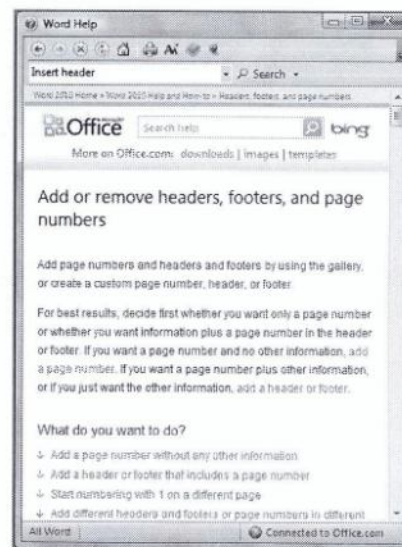 Word Help
Insert header
Search
Word 2010 Home » Word 2010 Help and How-to » Headers, footers, and page numbers
Office
Search help
bing
More on Office.com: downloads | images | templates
Add or remove headers, footers, and page
numbers
Add page numbers and headers and footers by using the gallery,
or create a custom page number, header, or footer.
For best results, decide first whether you want only a page number
or whether you want information plus a page number in the header
or footer. If you want a page number and no other information, add
a page number. If you want a page number plus other information,
or if you just want the other information, add a header or footer.
What do you want to do?
↓ Add a page number without any other information
↓ Add a header or footer that includes a page number
↓ Start numbering with 1 on a different page
↓ Add different headers and footers or page numbers in different
All Word
Connected to Office.com